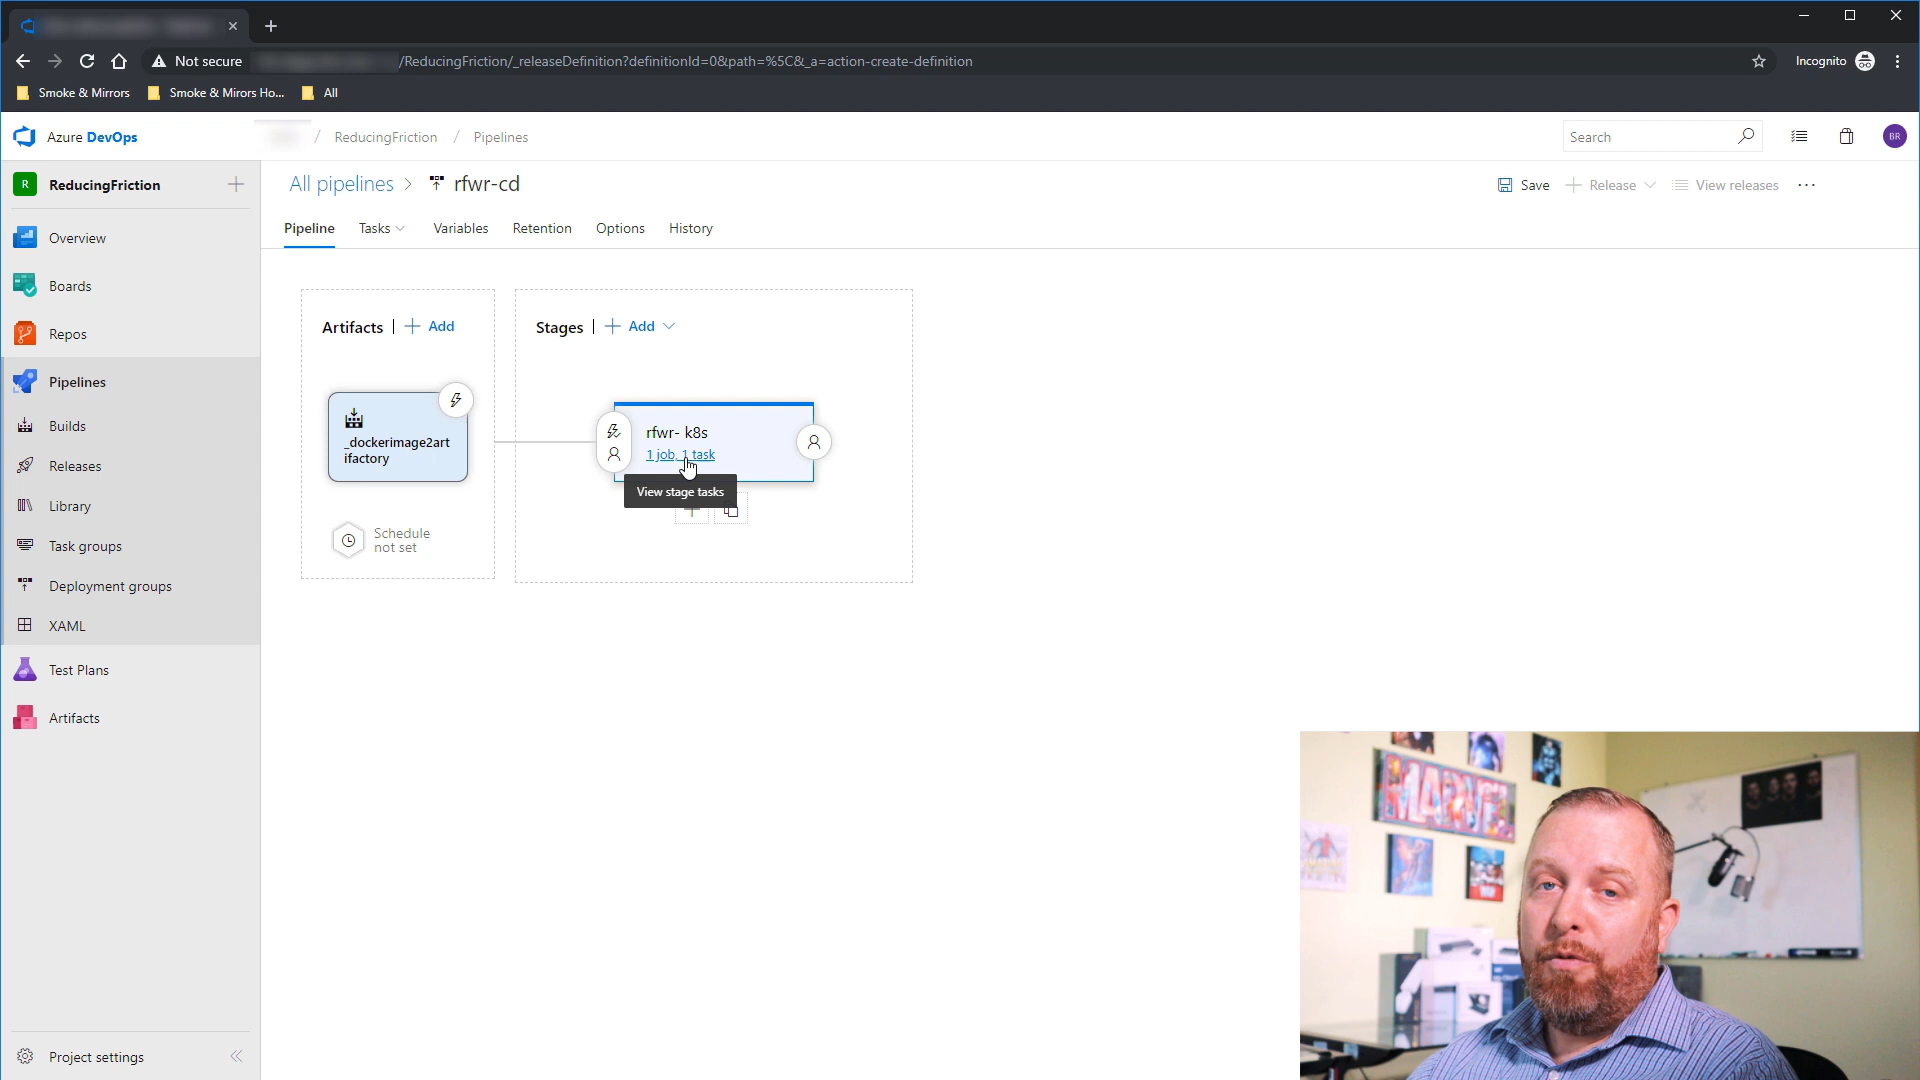 Not secure
/ReducingFriction/_releaseDefinition?definitionId=0&path=%5C&_a=action-create-definition
Incognito
Smoke & Mirrors
Smoke & Mirors Ho...
All
Azure DevOps
/ ReducingFriction / Pipelines
Search
BR
R
ReducingFriction
All pipelines > rfwr-cd
Save
Release
View releases
Overview
Pipeline
Tasks
Variables
Retention
Options
History
Boards
Repos
Pipelines
Builds
Releases
Library
Task groups
Deployment groups
XAML
Test Plans
Artifacts
Project settings
Artifacts | + Add
_dockerimage2art
ifactory
Schedule
not set
Stages | + Add
rfwr- k8s
1 job, 1 task
View stage tasks
MARVEL